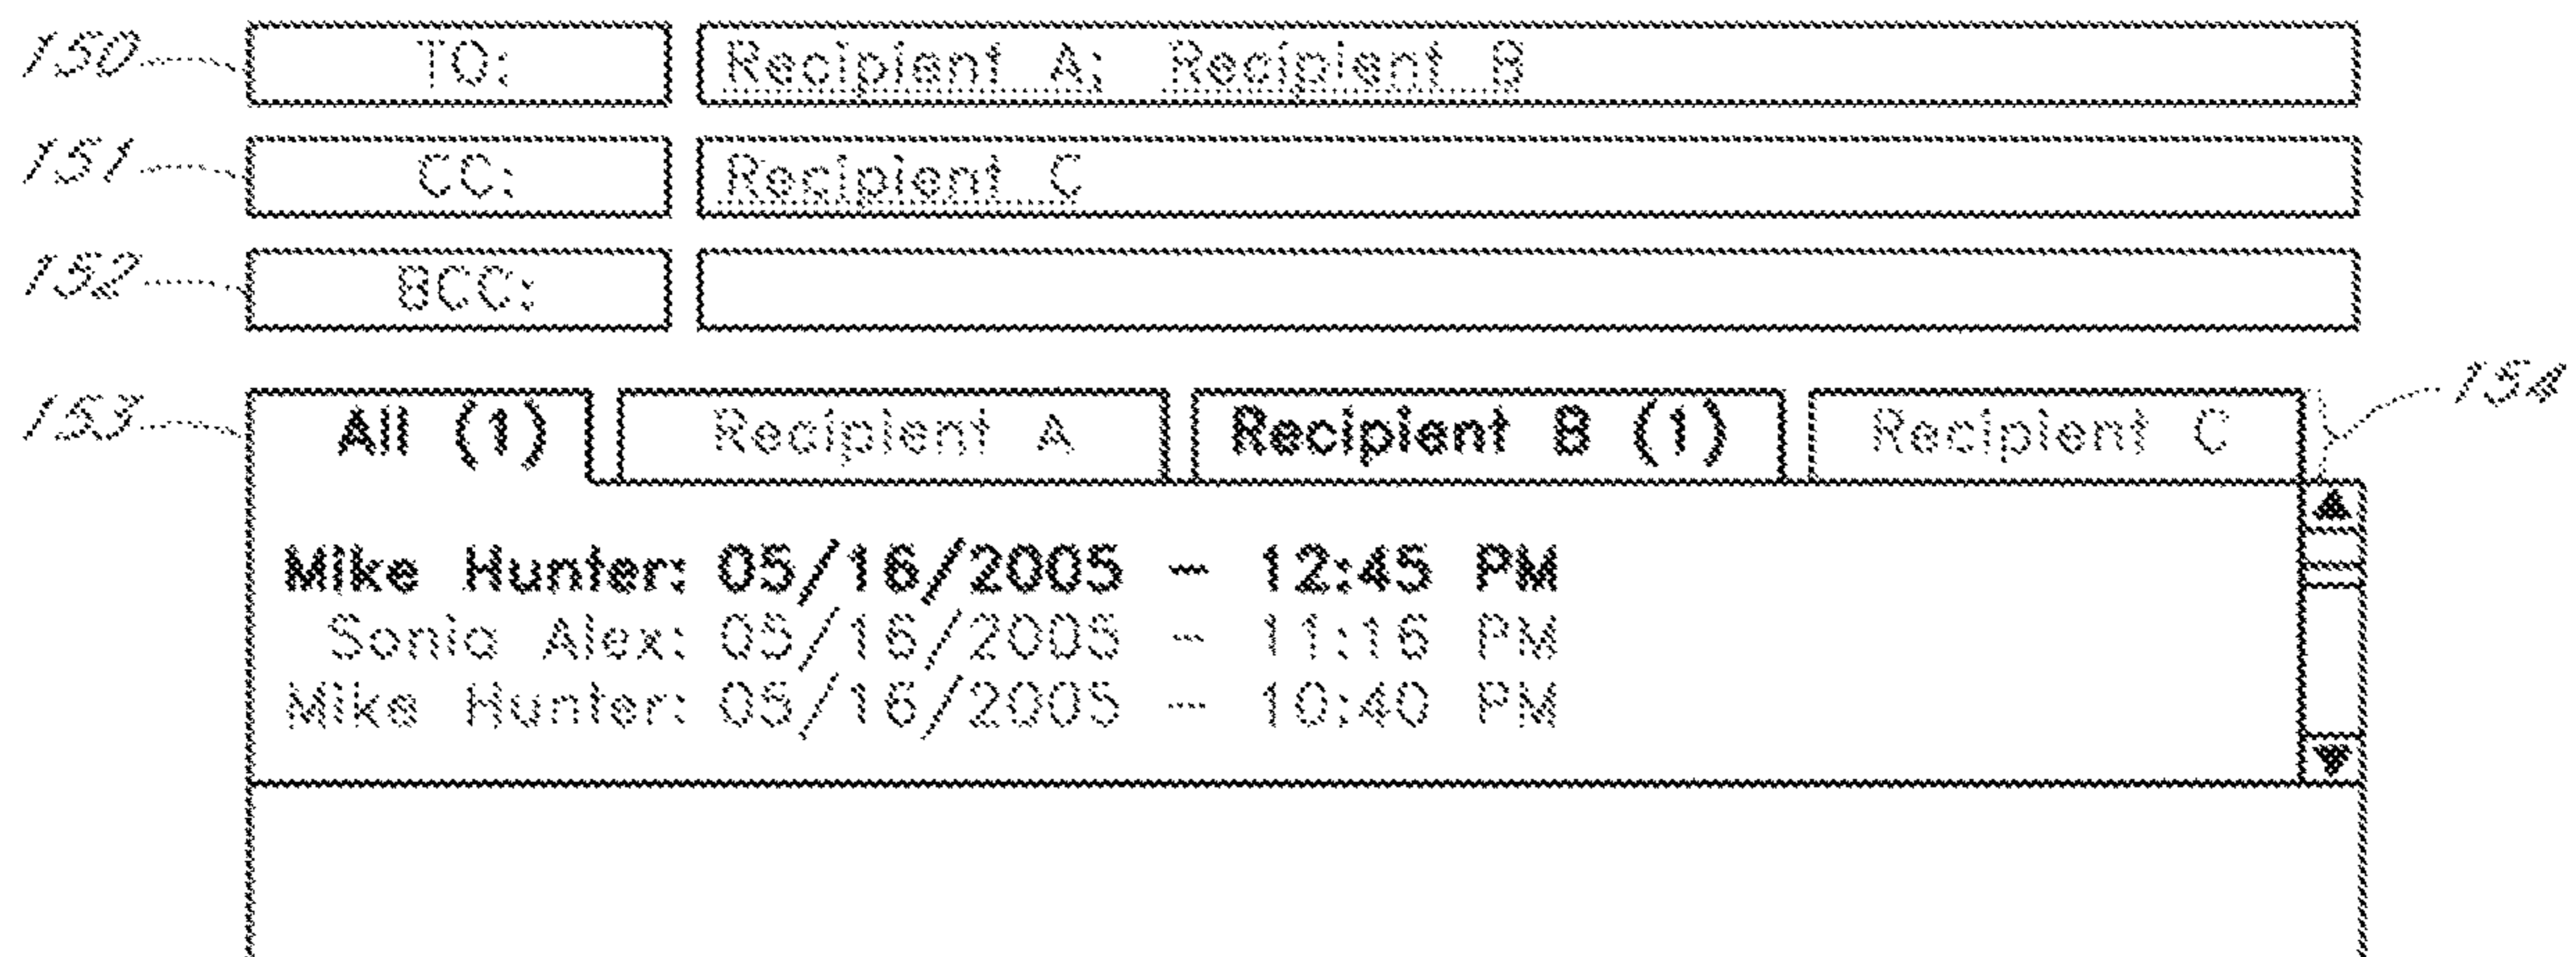 150 TO: Recipient A; Recipient B
151 CC: Recipient C
152 BCC:
153 All (1) Recipient A Recipient B (1) Recipient C 154
Mike Hunter: 05/16/2005 - 12:45 PM
Sonia Alex: 05/16/2005 - 11:16 PM
Mike Hunter: 05/16/2005 - 10:40 PM